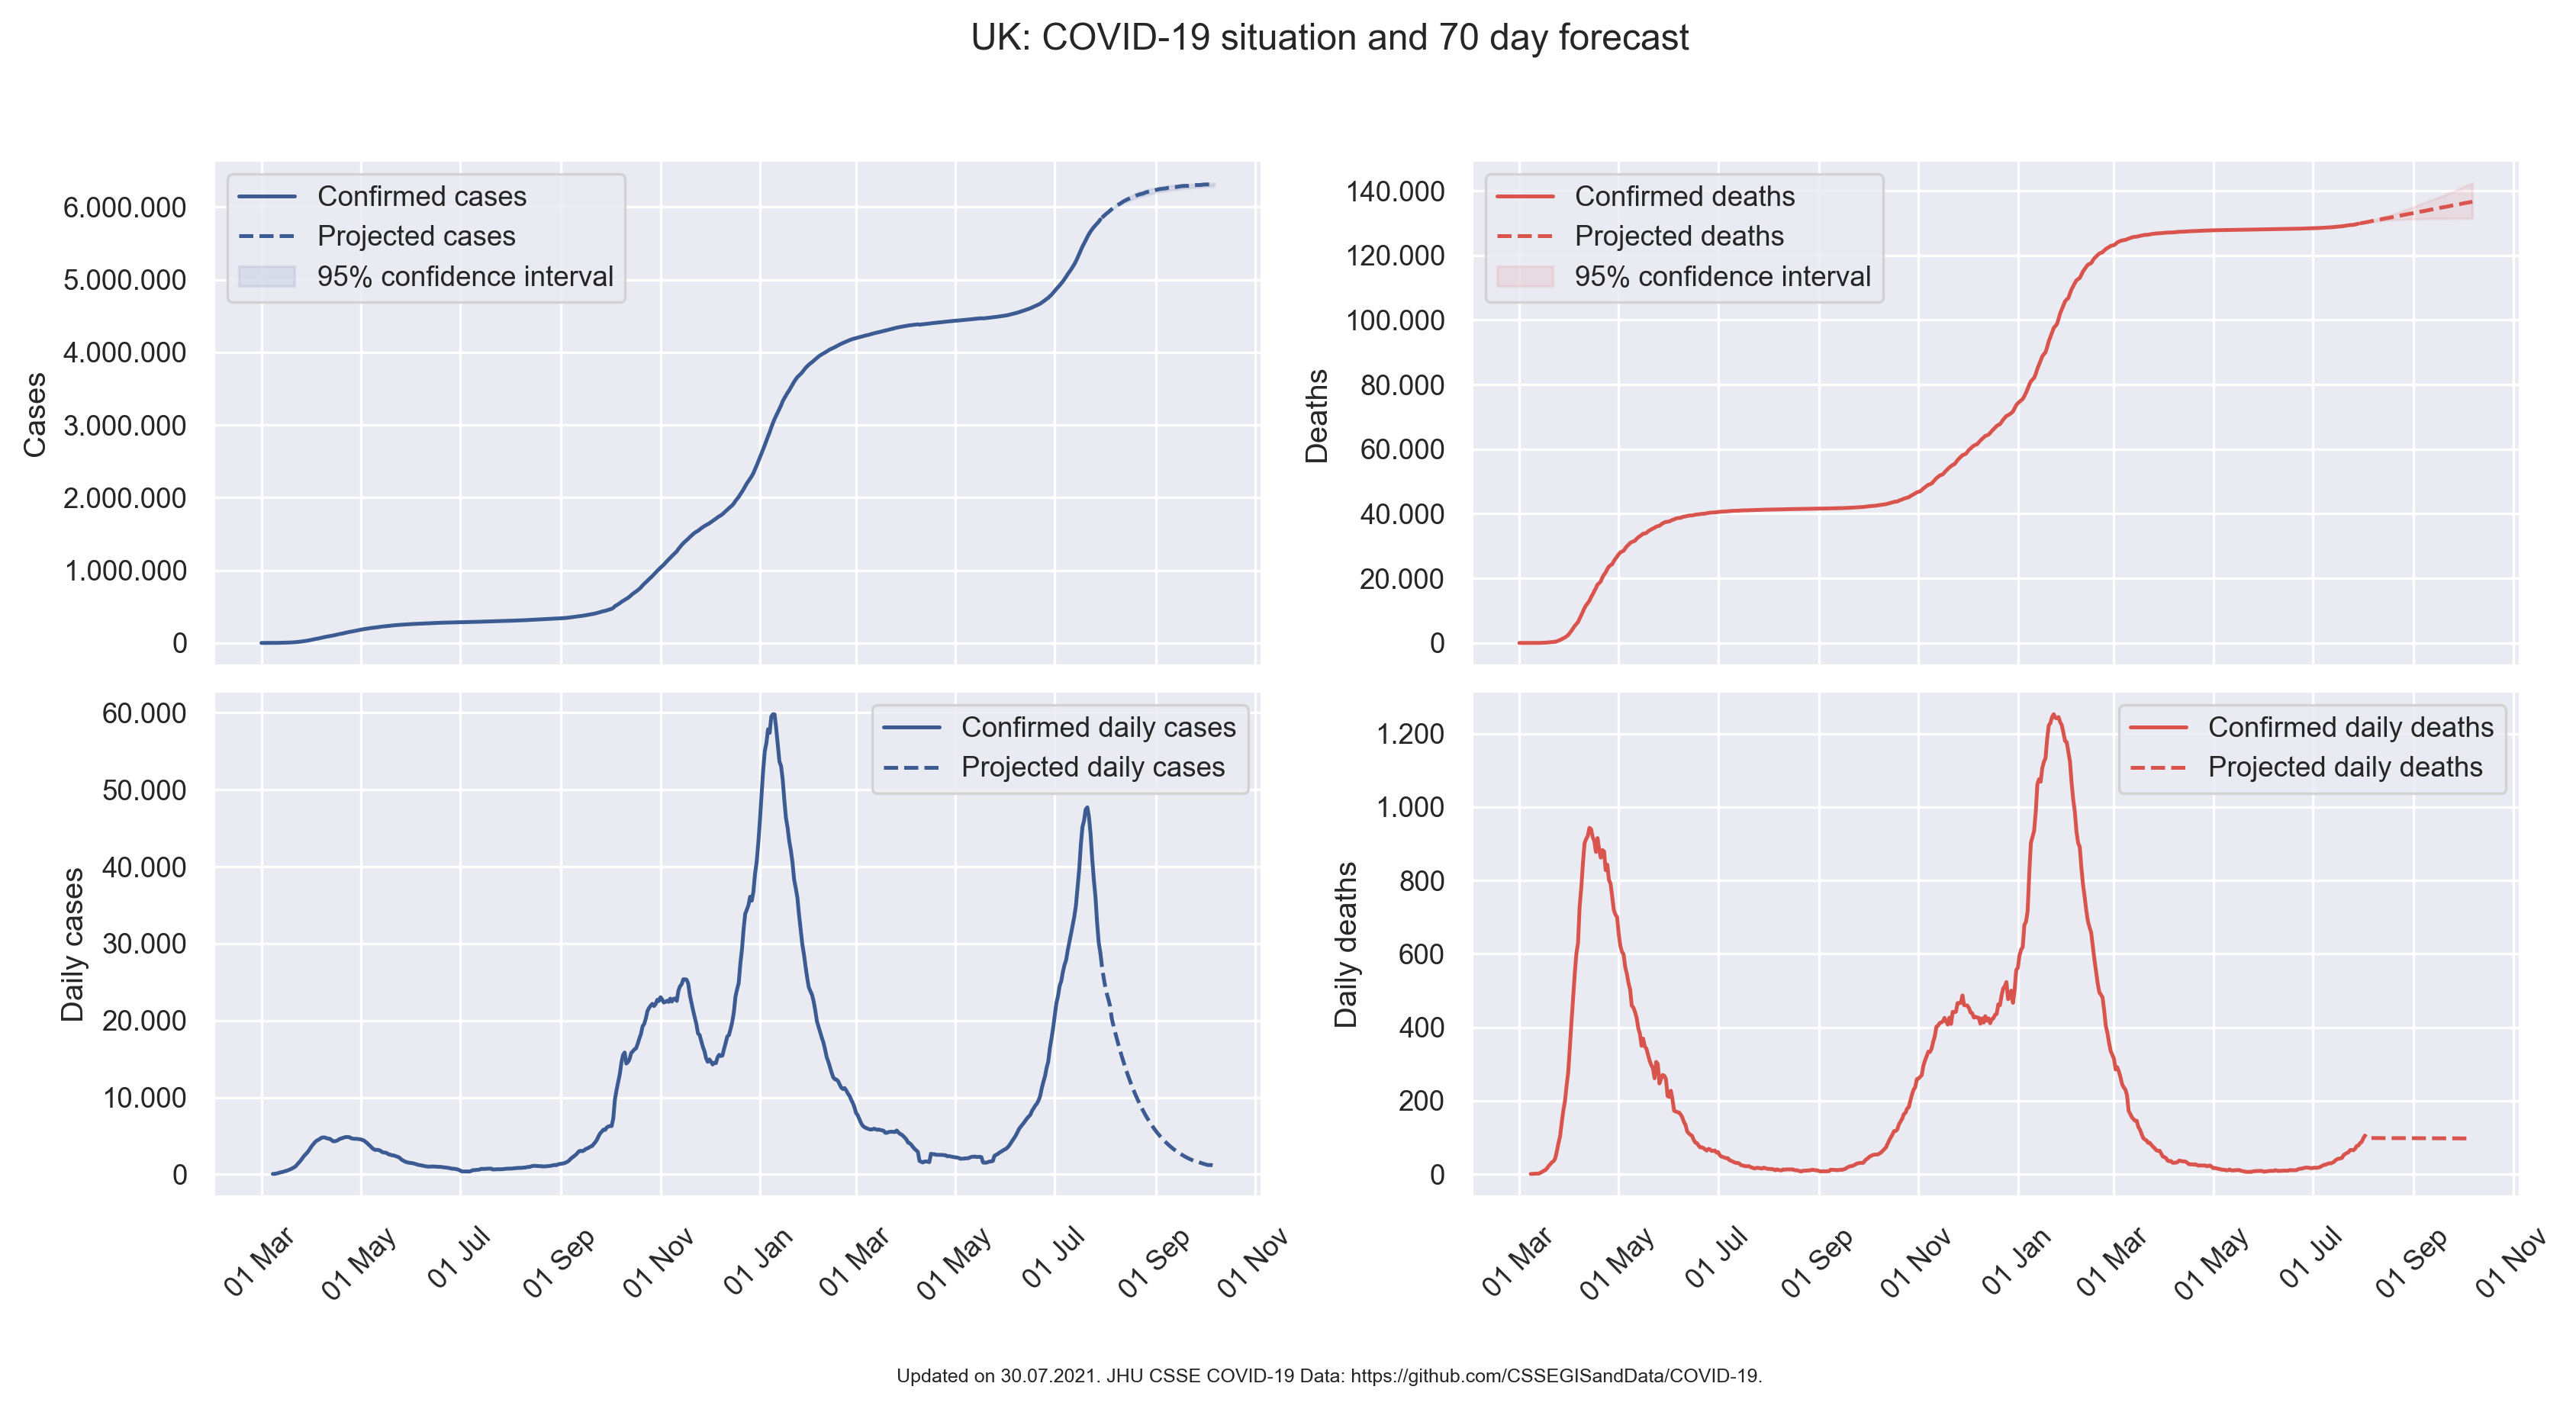 UK: COVID-19 situation and 70 day forecast
Cases
6.000.000
5.000.000
4.000.000
3.000.000
2.000.000
1.000.000
0
Confirmed cases
Projected cases
95% confidence interval
Deaths
140.000
120.000
100.000
80.000
60.000
40.000
20.000
0
Confirmed deaths
Projected deaths
95% confidence interval
Daily cases
60.000
50.000
40.000
30.000
20.000
10.000
0
Confirmed daily cases
Projected daily cases
01 Mar
01 May
01 Jul
01 Sep
01 Nov
01 Jan
01 Mar
01 May
01 Jul
01 Sep
01 Nov
Daily deaths
1.200
1.000
800
600
400
200
0
Confirmed daily deaths
Projected daily deaths
01 Mar
01 May
01 Jul
01 Sep
01 Nov
01 Jan
01 Mar
01 May
01 Jul
01 Sep
01 Nov
Updated on 30.07.2021. JHU CSSE COVID-19 Data: https://github.com/CSSEGISandData/COVID-19.